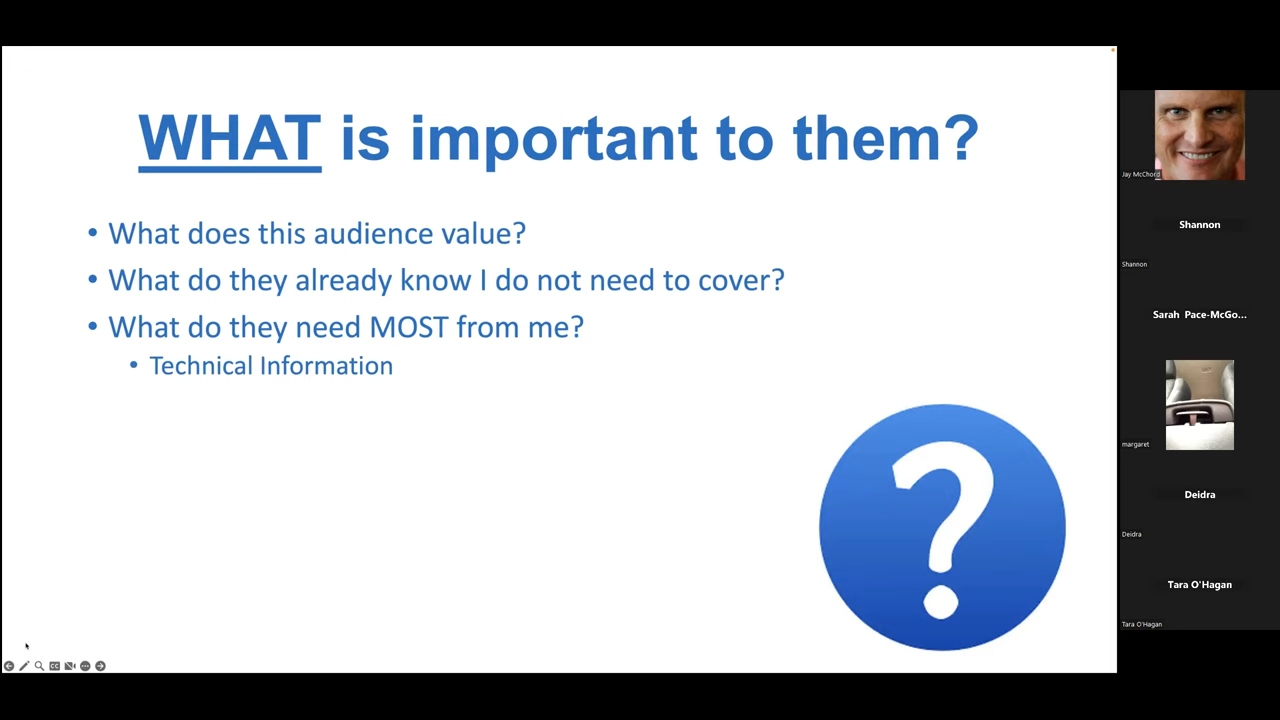 WHAT is important to them?
• What does this audience value?
• What do they already know I do not need to cover?
• What do they need MOST from me?
• Technical Information
?
CC
Jay McChord
Shannon
Shannon
Sarah Pace-McGo...
margaret
Deidra
Deidra
Tara O'Hagan
Tara O'Hagan